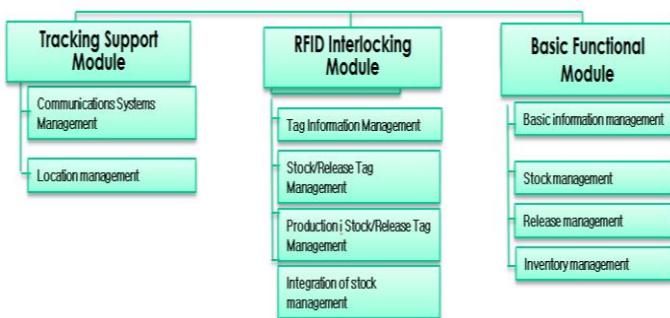 Tracking Support
Module
Communications Systems
Management
Location management
RFID Interlocking
Module
Tag Information Management
Stock/Release Tag
Management
Production¡ Stock/Release Tag
Management
Integration of stock
management
Basic Functional
Module
Basic information management
Stock management
Release management
Inventory management